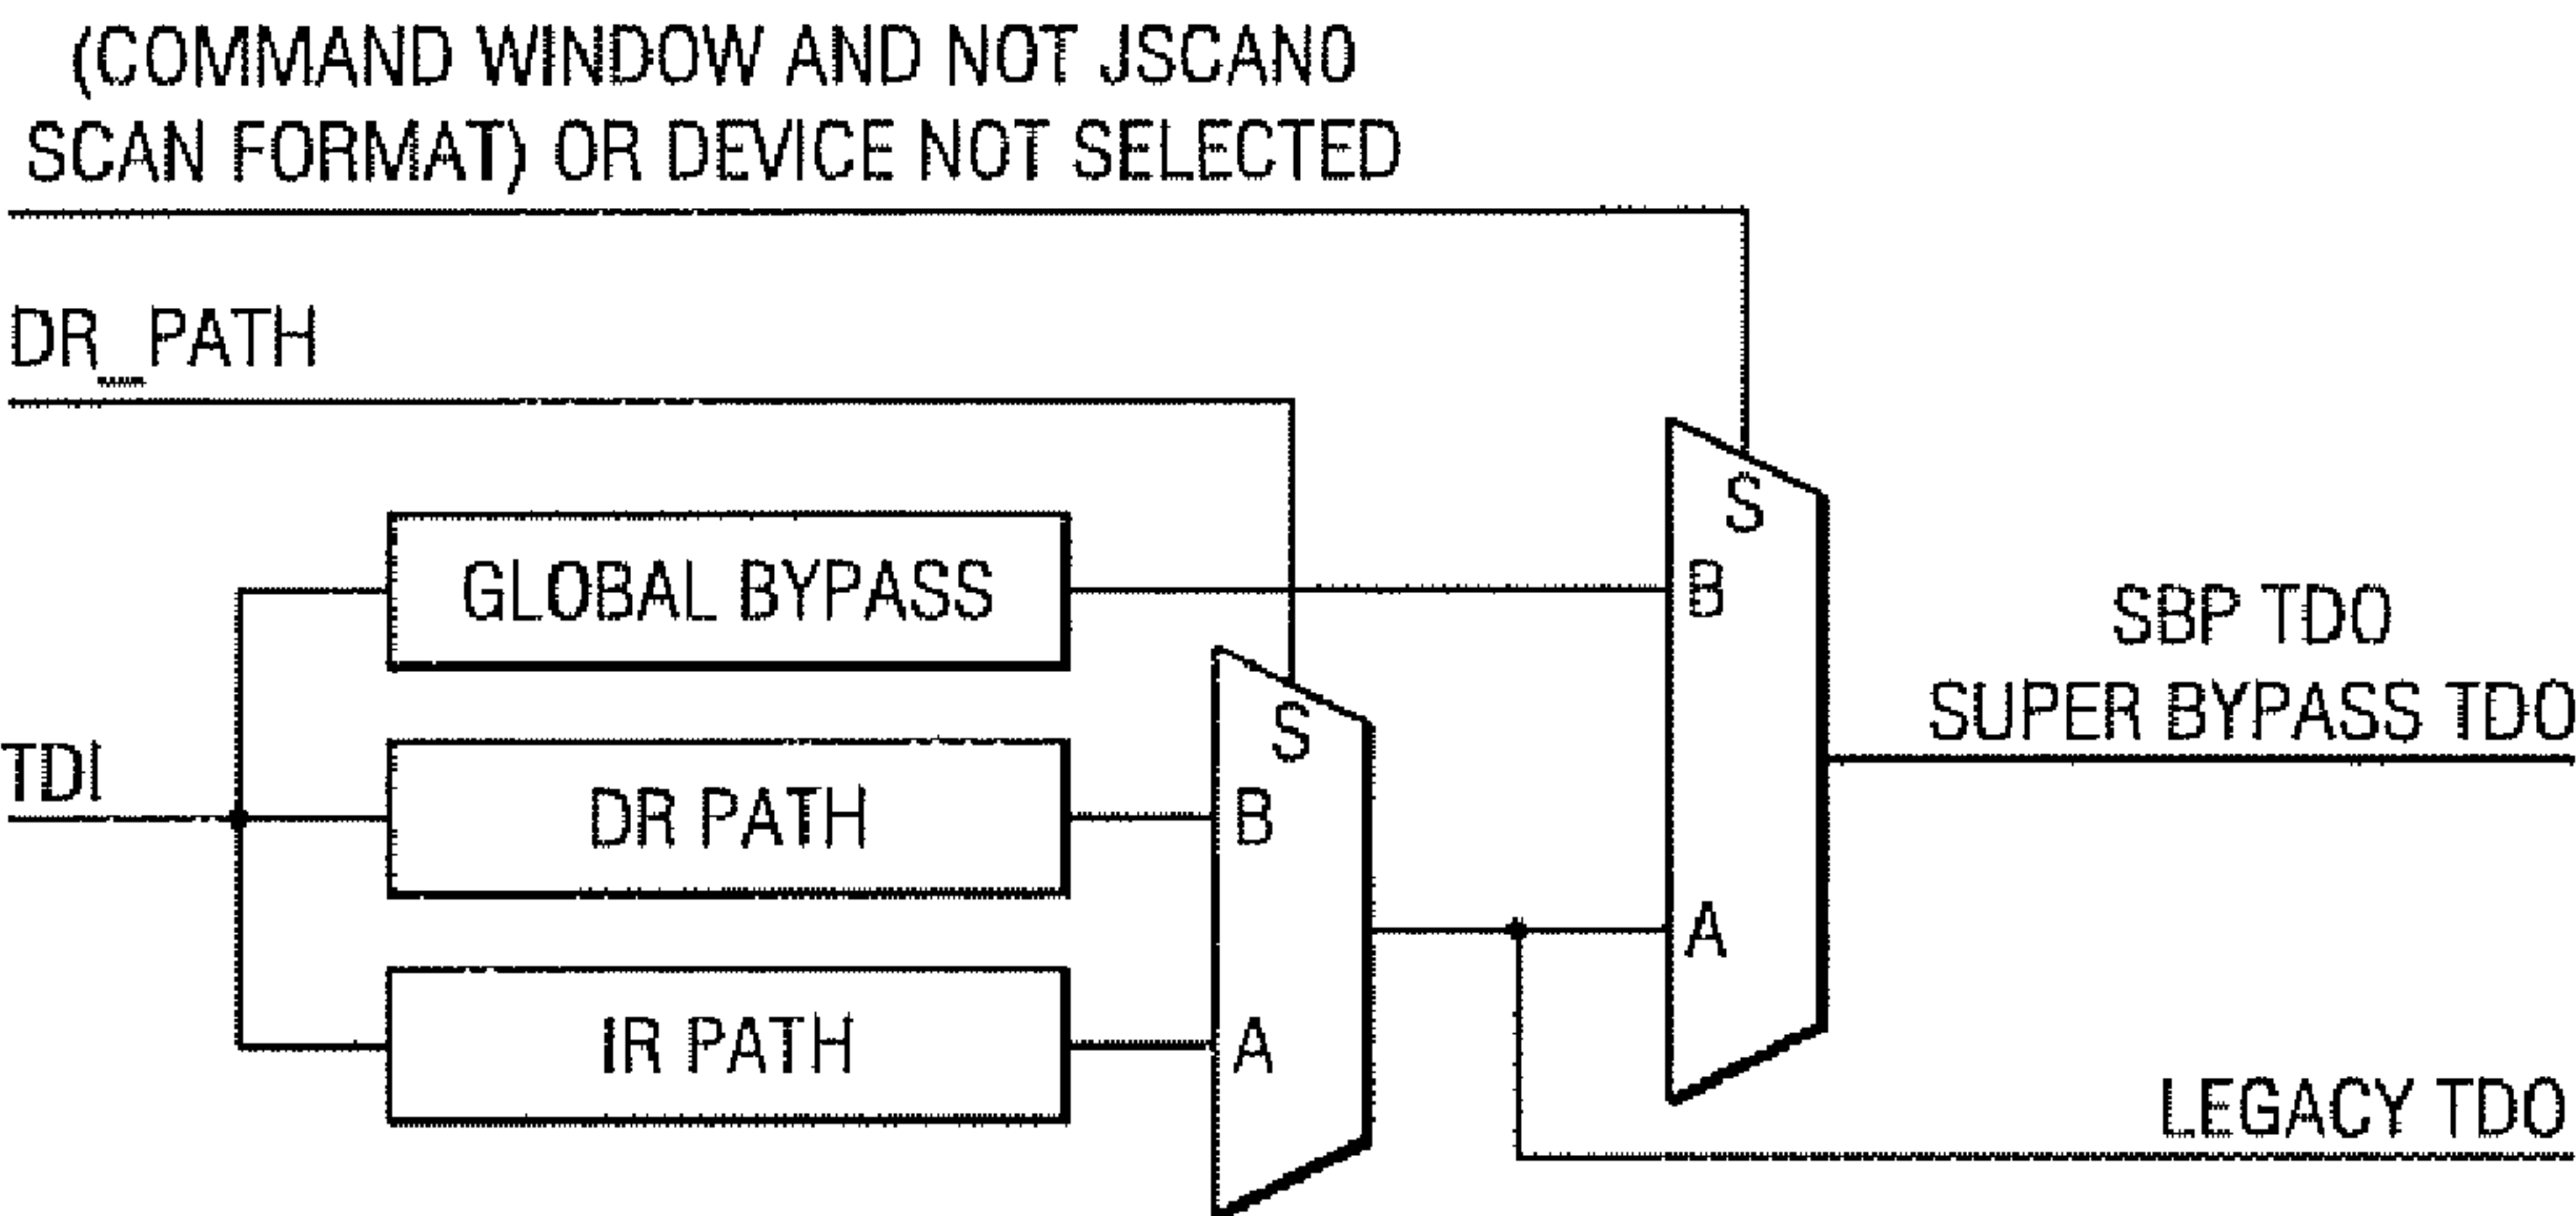 (COMMAND WINDOW AND NOT JSCAN0
SCAN FORMAT) OR DEVICE NOT SELECTED
DR_PATH
S
GLOBAL BYPASS
B
SBP TDO
SUPER BYPASS TDO
S
TDI
DR PATH
B
A
IR PATH
A
LEGACY TDO